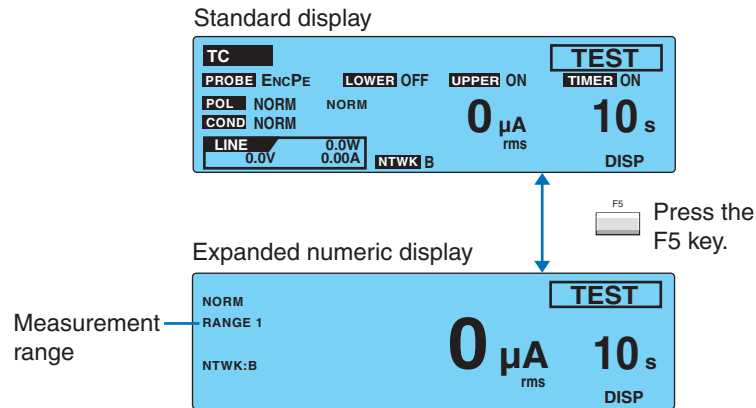 Standard display
TC
TEST
PROBE ENCPE LOWER OFF UPPER ON TIMER ON
POL NORM NORM
COND NORM
0 µA rms
10 s
LINE 0.0W
0.0V 0.00A
NTWK B
DISP
F5
Press the
F5 key.
Expanded numeric display
NORM
TEST
Measurement
range
RANGE 1
0 µA rms
10 s
NTWK:B
DISP